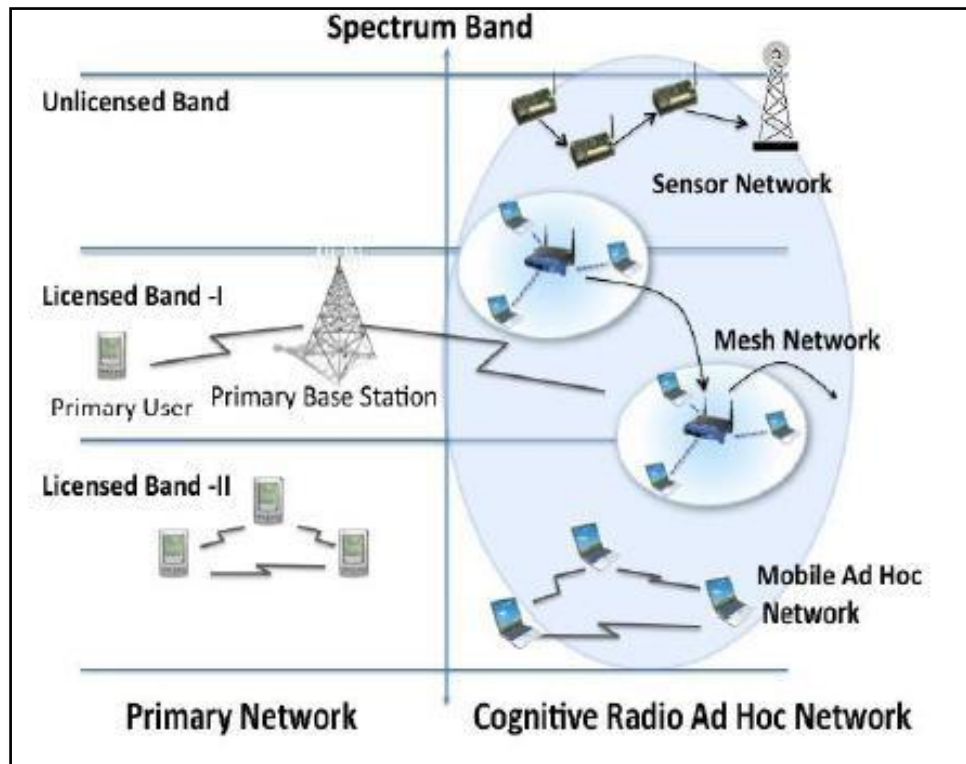 Spectrum Band
Unlicensed Band
Sensor Network
Licensed Band -I
Mesh Network
Primary User
Primary Base Station
Licensed Band -II
Mobile Ad Hoc
Network
Primary Network
Cognitive Radio Ad Hoc Network